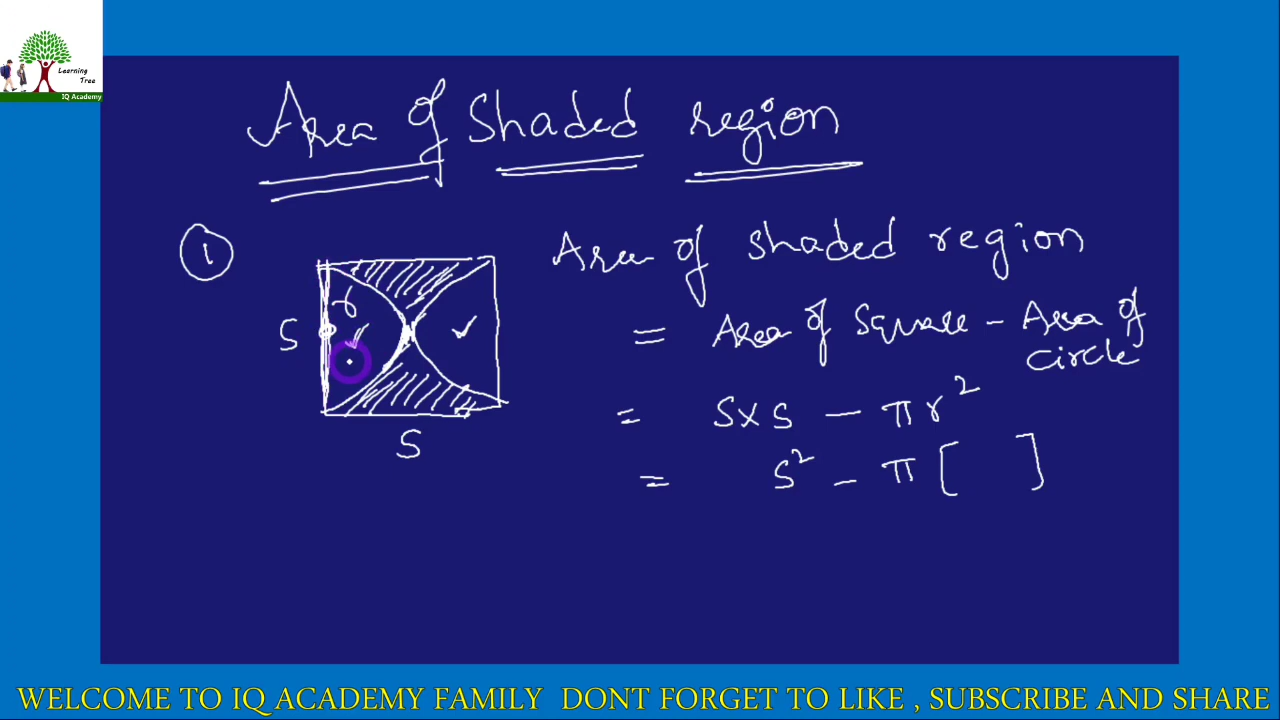 Learning
Tree
IQ Academy
Area of Shaded region
1
Area of shaded region
S
= Area of Square - Area of
circle
= S×S - πr²
S
= S² - π[ ]
WELCOME TO IQ ACADEMY FAMILY DONT FORGET TO LIKE , SUBSCRIBE AND SHARE